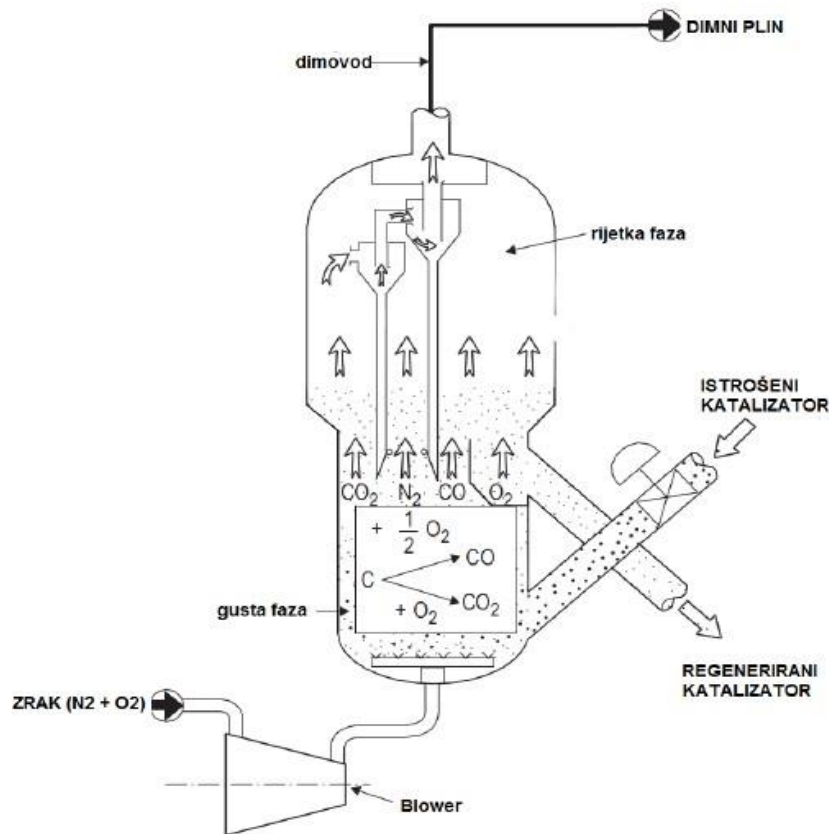 DIMNI PLIN
dimovod
rijetka faza
ISTROŠENI
KATALIZATOR
CO₂ N₂ CO O₂
+ 1/2 O₂
CO
C
CO₂
+ O₂
gusta faza
REGENERIRANI
KATALIZATOR
ZRAK (N2 + O2)
Blower